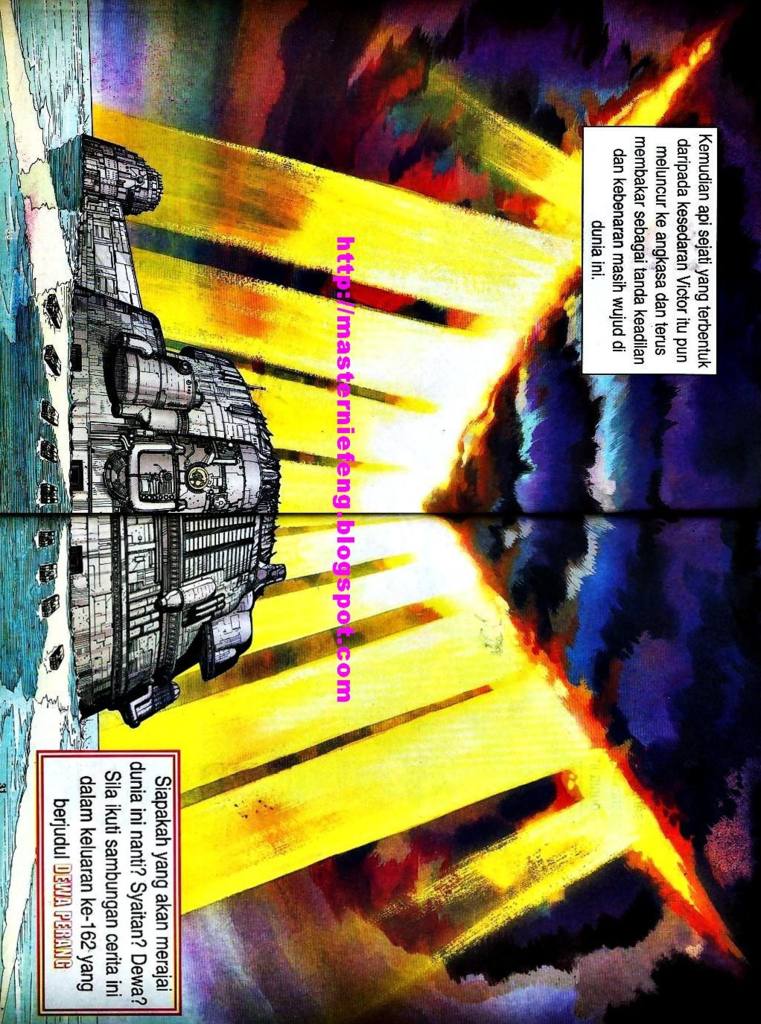 Kemudian api sejati yang terbentuk
daripada kesedaran Victor itu pun
meluncur ke angkasa dan terus
membakar sebagai tanda keadilan
dan kebenaran masih wujud di
dunia ini.
http://masterniefeng.blogspot.com
Siapakah yang akan merajai
dunia ini nanti? Syaitan? Dewa?
Sila ikuti sambungan cerita ini
dalam keluaran ke-162 yang
berjudul DEWA PERANG
31